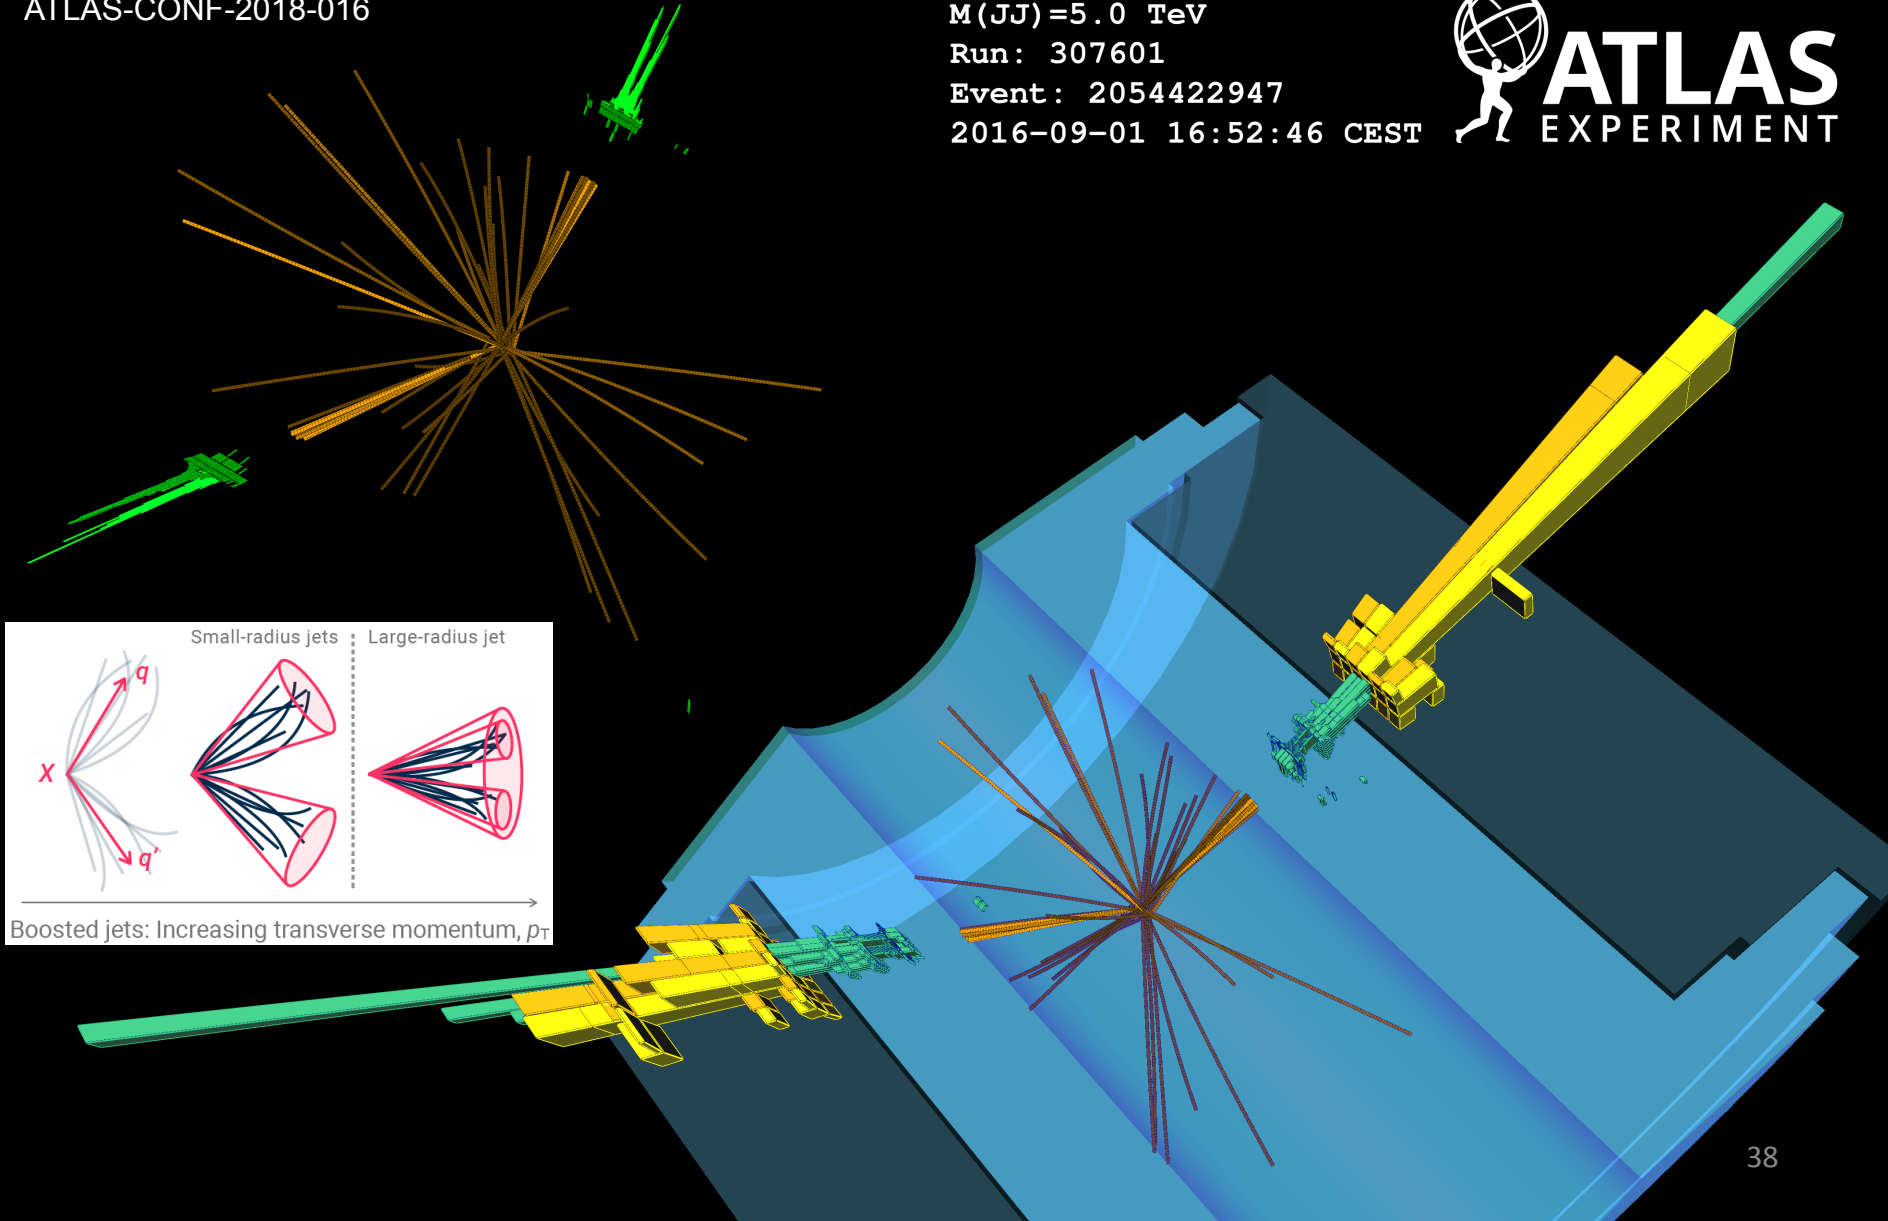 ATLAS-CONF-2018-016
M(JJ)=5.0 TeV
Run: 307601
Event: 2054422947
2016-09-01 16:52:46 CEST
ATLAS
EXPERIMENT
Small-radius jets
Large-radius jet
q
X
q'
Boosted jets: Increasing transverse momentum, pT
38